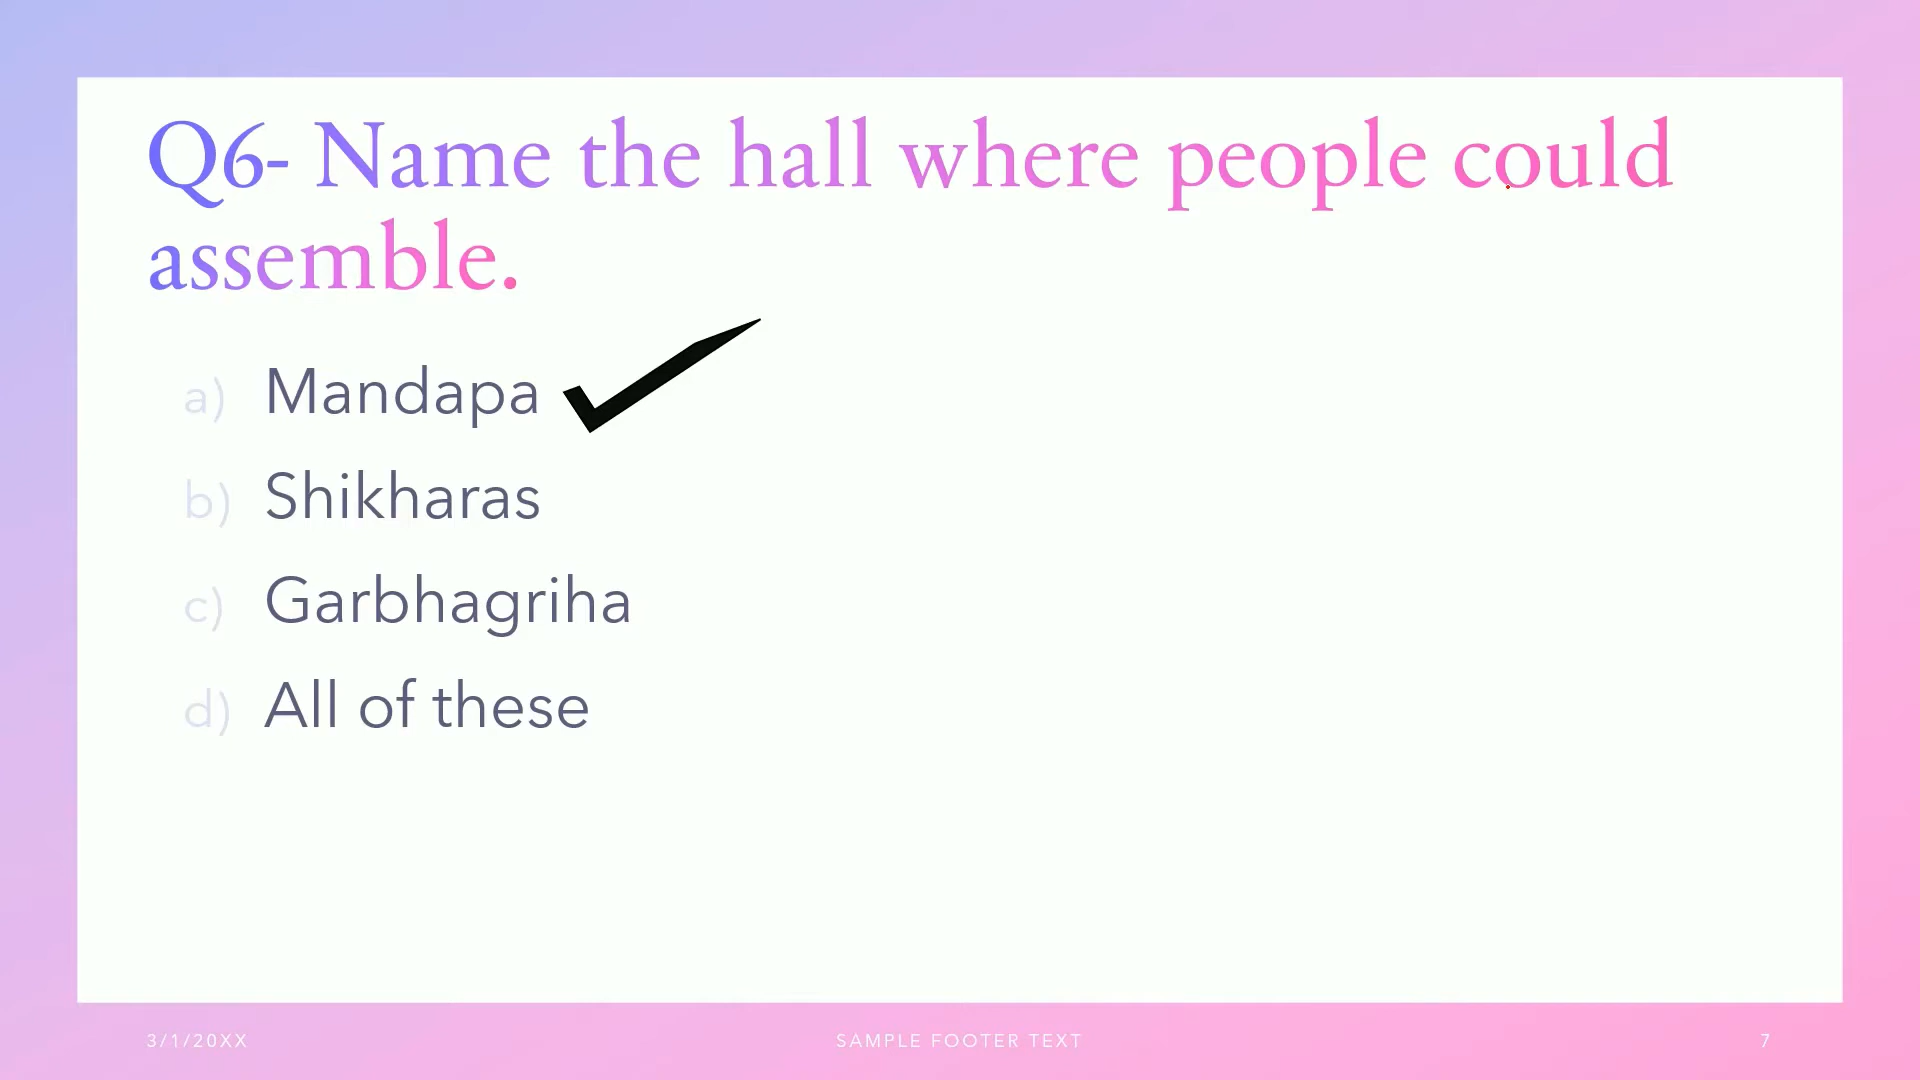 Q6- Name the hall where people could
assemble.
a) Mandapa
b) Shikharas
c) Garbhagriha
d) All of these
3/1/20XX
SAMPLE FOOTER TEXT
7